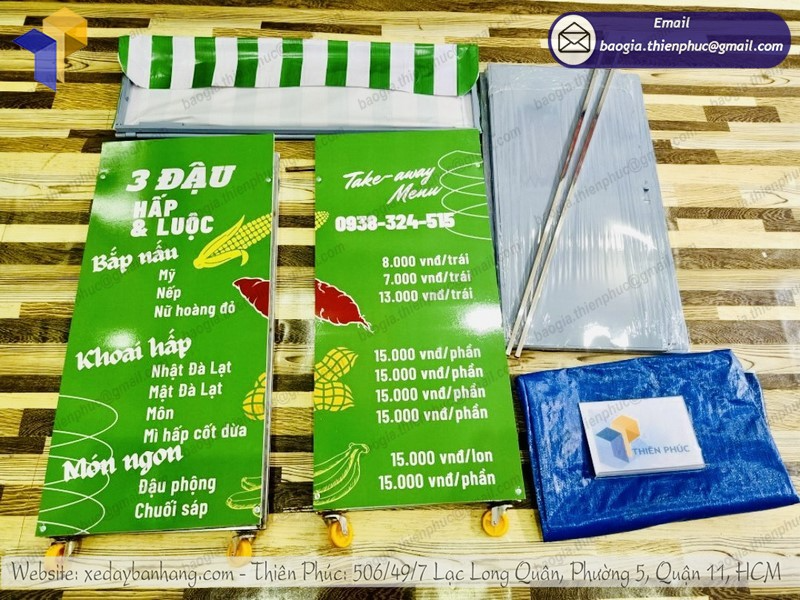 Email
baogia.thienphuc@gmail.com
3 ĐẬU
HẤP
& LUỘC
Bắp nấu
Mỹ
Nếp
Nữ hoàng đỏ
Khoai hấp
Nhật Đà Lạt
Mật Đà Lạt
Môn
Mì hấp cốt dừa
Món ngon
Đậu phộng
Chuối sáp
Take-away
Menu
0938-324-515
8.000 vnđ/trái
7.000 vnđ/trái
13.000 vnđ/trái
15.000 vnđ/phần
15.000 vnđ/phần
15.000 vnđ/phần
15.000 vnđ/phần
15.000 vnđ/lon
15.000 vnđ/phần
THIÊN PHÚC
Website: xedaybanhang.com - Thiên Phúc: 506/49/7 Lạc Long Quân, Phường 5, Quận 11, HCM